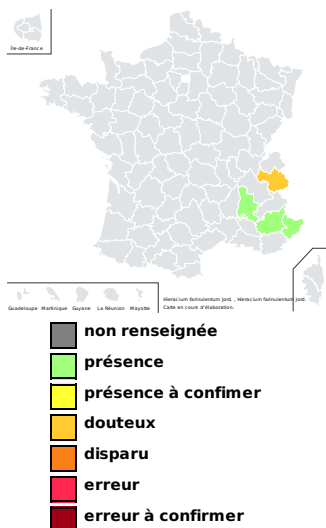 Île-de-France
Guadeloupe Martinique Guyane La Réunion Mayotte
Hieracium farinulentum Jord. , Hieracium farinulentum Jord.
Carte en cours d'élaboration.
non renseignée
présence
présence à confimer
douteux
disparu
erreur
erreur à confirmer